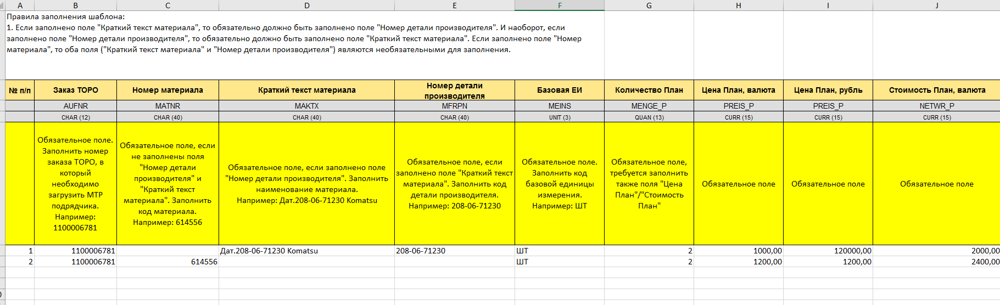 A B C D E F G H I J
Правила заполнения шаблона:
1. Если заполнено поле "Краткий текст материала", то обязательно должно быть заполнено поле "Номер детали производителя". И наоборот, если
заполнено поле "Номер детали производителя", то обязательно должно быть заполнено поле "Краткий текст материала". Если заполнено поле "Номер
материала", то оба поля ("Краткий текст материала" и "Номер детали производителя") являются необязательными для заполнения.
№ п/п
Заказ ТОРО
Номер материала
Краткий текст материала
Номер детали
производителя
Базовая ЕИ
Количество План
Цена План, валюта
Цена План, рубль
Стоимость План, валюта
AUFNR MATNR MAKTX MFRPN MEINS MENGE_P PREIS_P PREIS_P NETWR_P
CHAR (12) CHAR (40) CHAR (40) CHAR (40) UNIT (3) QUAN (13) CURR (15) CURR (15) CURR (15)
Обязательное поле.
Заполнить номер
заказа ТОРО, в
который
необходимо
загрузить МТР
подрядчика.
Например:
1100006781
Обязательное поле, если
не заполнены поля
"Номер детали
производителя" и
"Краткий текст
материала". Заполнить
код материала.
Например: 614556
Обязательное поле, если заполнено поле
"Номер детали производителя". Заполнить
наименование материала.
Например: Дат.208-06-71230 Komatsu
Обязательное поле, если
заполнено поле "Краткий текст
материала". Заполнить код
детали производителя.
Например: 208-06-71230
Обязательное поле.
Заполнить код
базовой единицы
измерения.
Например: ШТ
Обязательное поле,
требуется заполнить
также поля "Цена
План"/"Стоимость
План"
Обязательное поле
Обязательное поле
Обязательное поле
1 1100006781 Дат.208-06-71230 Komatsu 208-06-71230 ШТ 2 1000,00 120000,00 2000,00
2 1100006781 614556 ШТ 2 1200,00 1200,00 2400,00